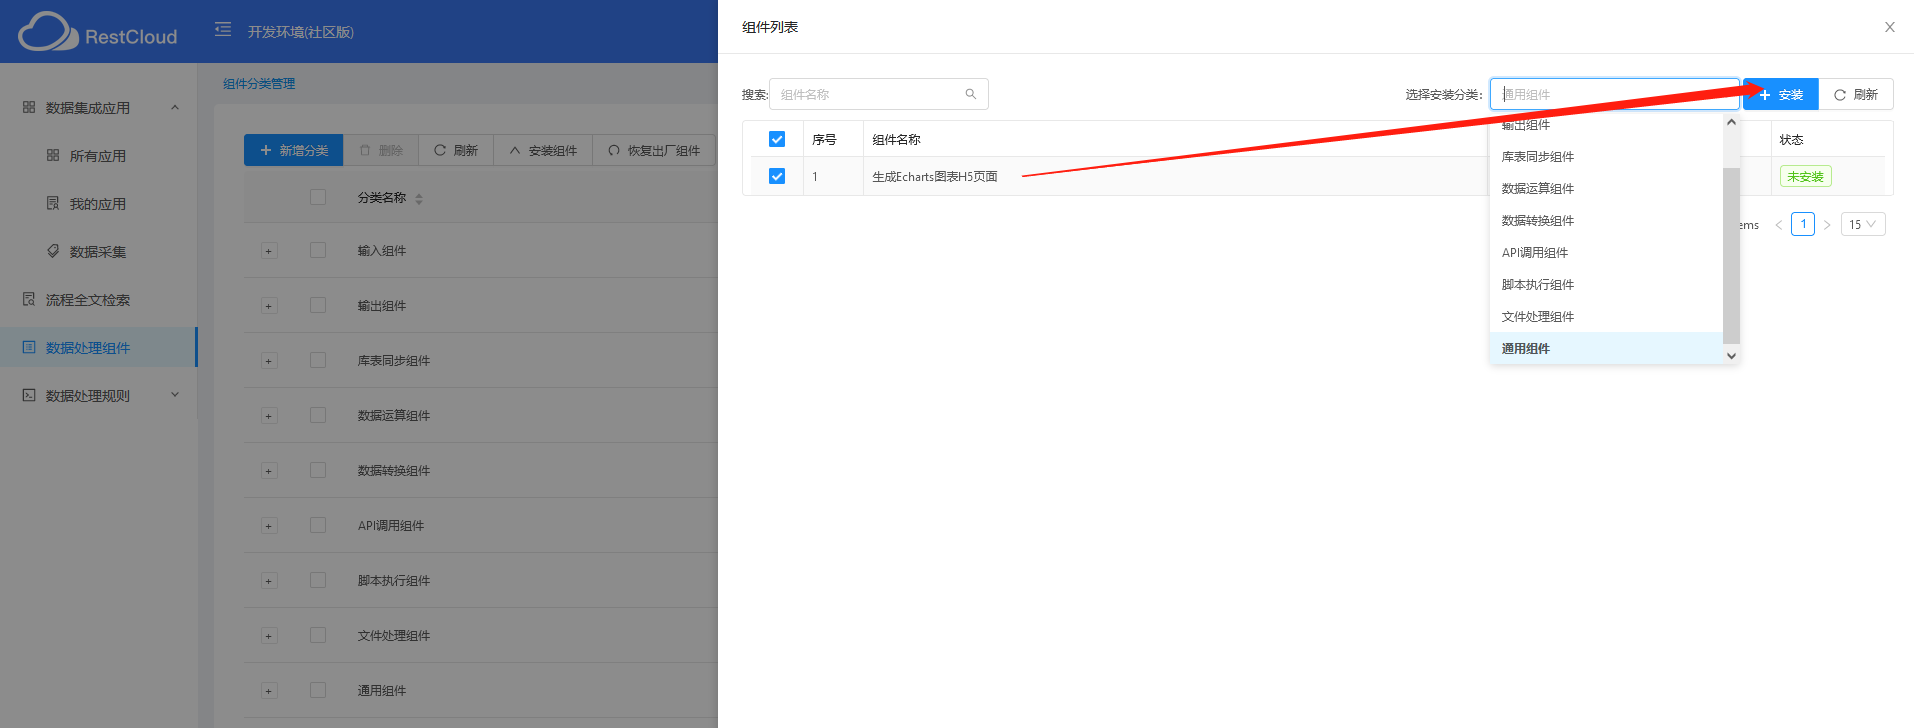 RestCloud
开发环境(社区版)
数据集成应用
所有应用
我的应用
数据采集
流程全文检索
数据处理组件
数据处理规则
组件分类管理
新增分类 删除 刷新 安装组件 恢复出厂组件
分类名称
输入组件
输出组件
库表同步组件
数据运算组件
数据转换组件
API调用组件
脚本执行组件
文件处理组件
通用组件
组件列表
搜索: 组件名称 选择安装分类: 通用组件 安装 刷新
序号 组件名称 状态
1 生成Echarts图表H5页面 未安装
输出组件
库表同步组件
数据运算组件
数据转换组件
API调用组件
脚本执行组件
文件处理组件
通用组件
ems 1 15